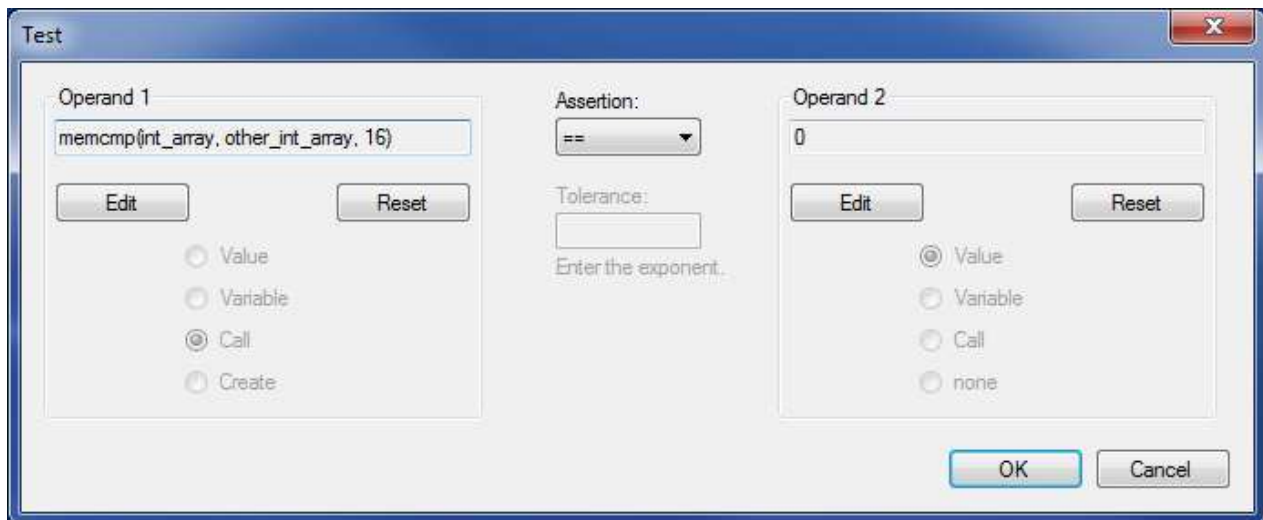 Test
Operand 1
memcmp(int_array, other_int_array, 16)
Edit
Reset
Value
Variable
Call
Create
Assertion:
==
Tolerance:
Enter the exponent.
Operand 2
0
Edit
Reset
Value
Variable
Call
none
OK
Cancel